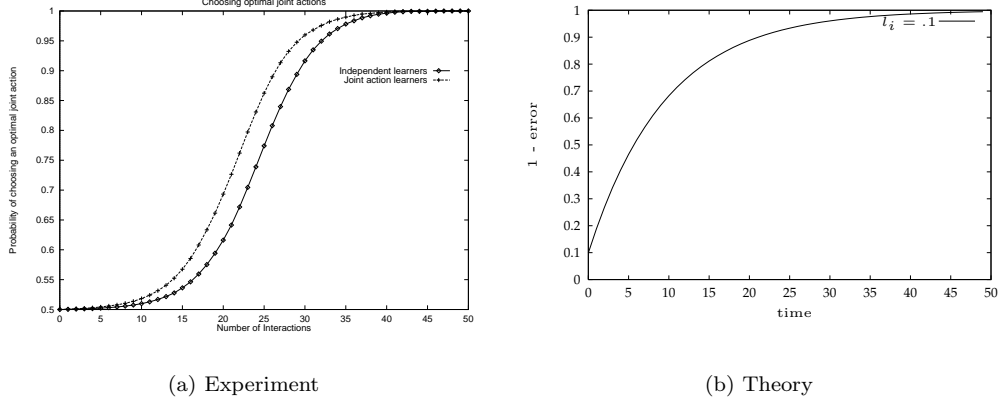 Choosing optimal joint actions
1
0.95
0.9
0.85
0.8
0.75
0.7
0.65
0.6
0.55
0.5
Probability of choosing an optimal joint action
Independent learners
Joint action learners
0 5 10 15 20 25 30 35 40 45 50
Number of Interactions
(a) Experiment
1
0.9
0.8
0.7
0.6
0.5
0.4
0.3
0.2
0.1
0
1 - error
l_i = .1
0 5 10 15 20 25 30 35 40 45 50
time
(b) Theory